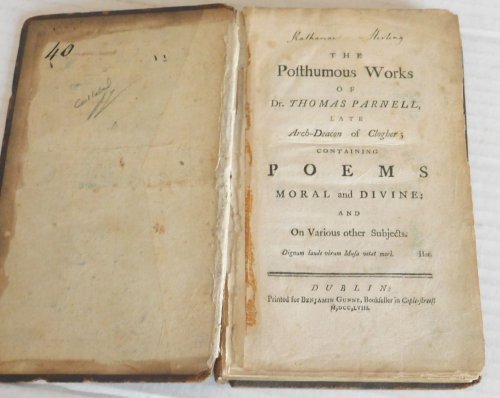 40
Katharine Sterling
THE
Posthumous Works
OF
Dr. THOMAS PARNELL,
LATE
Arch-Deacon of Clogher;
CONTAINING
POEMS
MORAL and DIVINE:
AND
On Various other Subjects.
Dignum laude virum Musa vetat mori. Hor.
DUBLIN:
Printed for BENJAMIN GUNNE, Bookseller in Caple-street
M,DCC,LVIII.